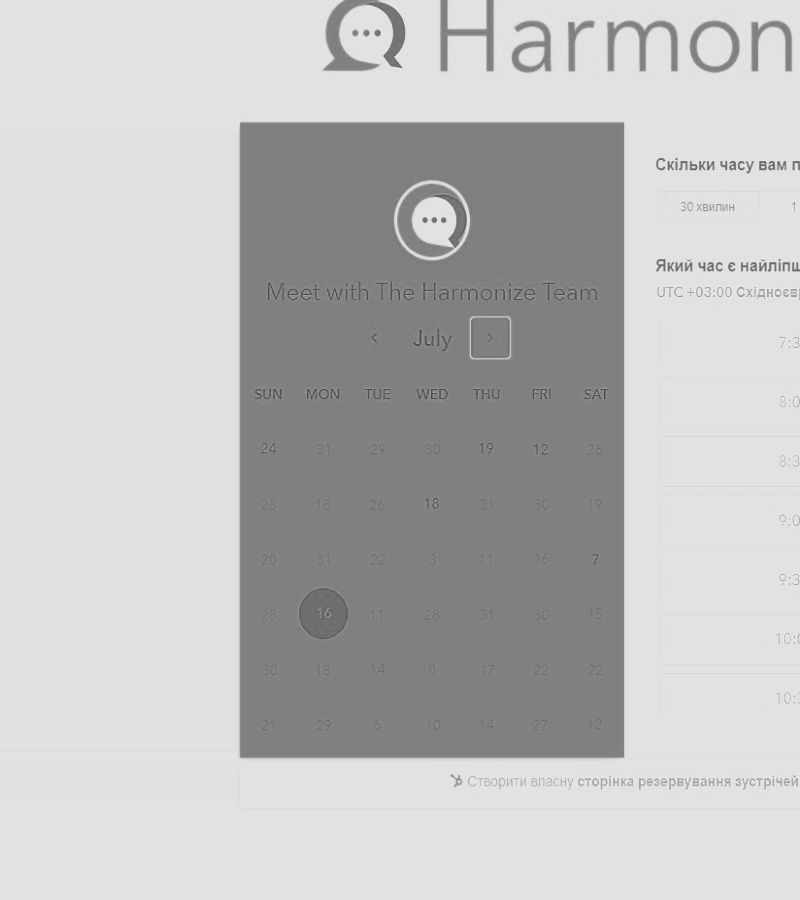 Harmon
Meet with The Harmonize Team
July
SUN MON TUE WED THU FRI SAT
24 31 29 30 19 12 26
28 18 26 18 31 30 19
20 31 22 3 11 16 7
28 16 11 28 31 30 15
30 18 14 8 17 22 22
21 29 6 10 14 27 12
Скільки часу вам п
30 хвилин 1
Який час є найліпш
UTC +03:00 Східноєвр
7:3
8:0
8:3
9:0
9:3
10:0
10:3
Створити власну сторінка резервування зустрічей